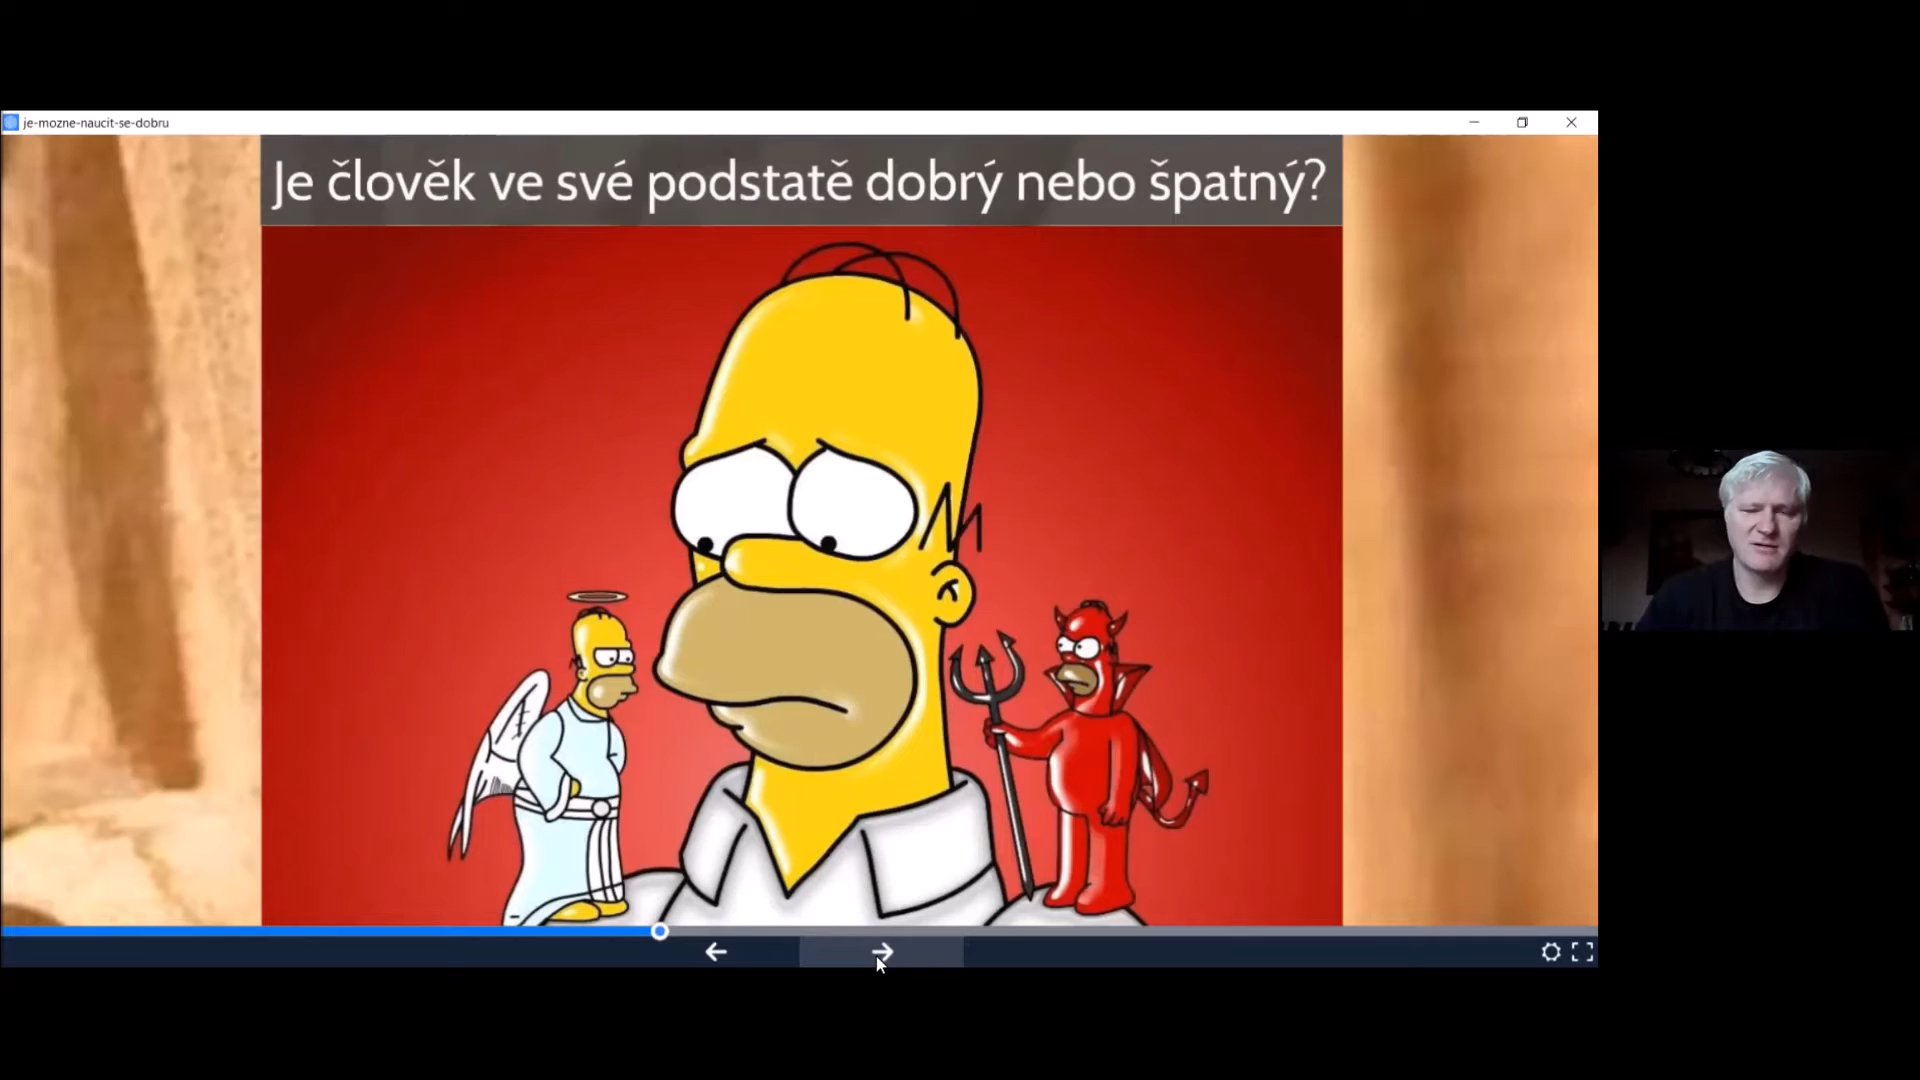 je-mozne-naucit-se-dobru
Je člověk ve své podstatě dobrý nebo špatný?